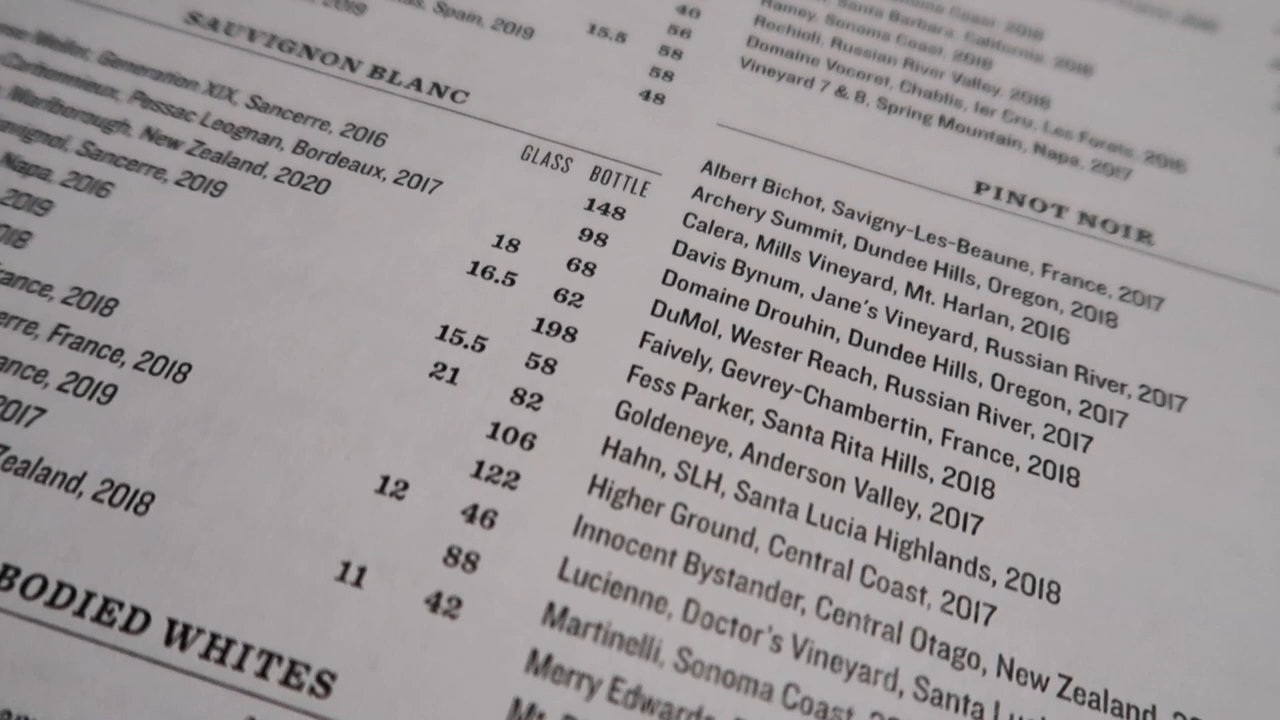 Spain, 2019
15.5
40
56
58
58
48
SAUVIGNON BLANC
Generation XIX, Sancerre, 2016
Pessac Leognan, Bordeaux, 2017
Marlborough, New Zealand, 2020
Sancerre, 2019
Napa, 2016
2019
France, 2018
France, 2018
2019
2017
Zealand, 2018
GLASS BOTTLE
148
98
18 68
16.5 62
198
15.5 58
21 82
106
122
12 46
88
11 42
BODIED WHITES
Santa Barbara, California, 2016
Ramey, Sonoma Coast, 2018
Rochioli, Russian River Valley, 2018
Domaine Vocoret, Chablis, 1er Cru, Les Forets, 2016
Vineyard 7 & 8, Spring Mountain, Napa, 2017
PINOT NOIR
Albert Bichot, Savigny-Les-Beaune, France, 2017
Archery Summit, Dundee Hills, Oregon, 2018
Calera, Mills Vineyard, Mt. Harlan, 2016
Davis Bynum, Jane's Vineyard, Russian River, 2017
Domaine Drouhin, Dundee Hills, Oregon, 2017
DuMol, Wester Reach, Russian River, 2017
Faively, Gevrey-Chambertin, France, 2018
Fess Parker, Santa Rita Hills, 2018
Goldeneye, Anderson Valley, 2017
Hahn, SLH, Santa Lucia Highlands, 2018
Higher Ground, Central Coast, 2017
Innocent Bystander, Central Otago, New Zealand,
Lucienne, Doctor's Vineyard, Santa
Martinelli, Sonoma Coast,
Merry Edwards,